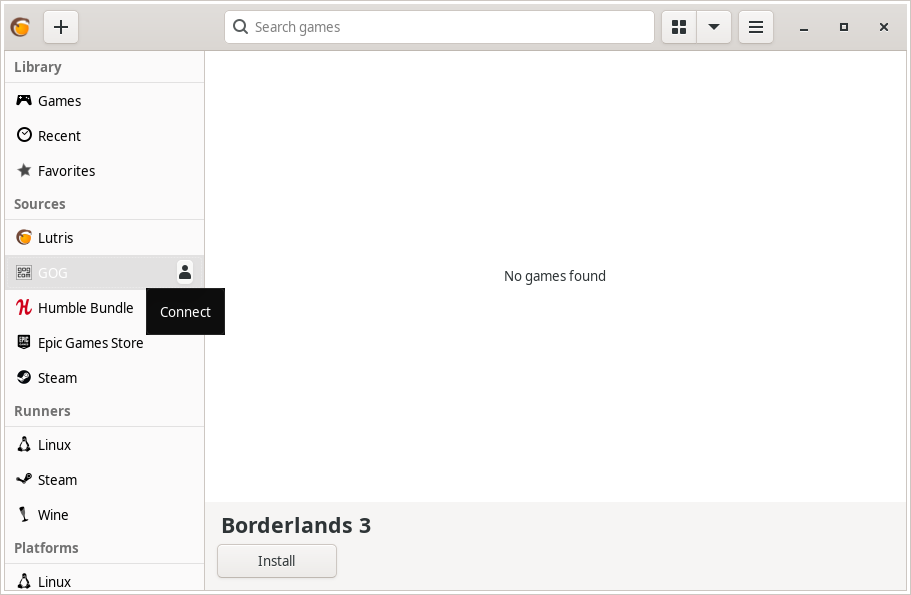 Search games
Library
Games
Recent
Favorites
Sources
Lutris
GOG
Humble Bundle
Connect
Epic Games Store
Steam
Runners
Linux
Steam
Wine
Platforms
Linux
No games found
Borderlands 3
Install